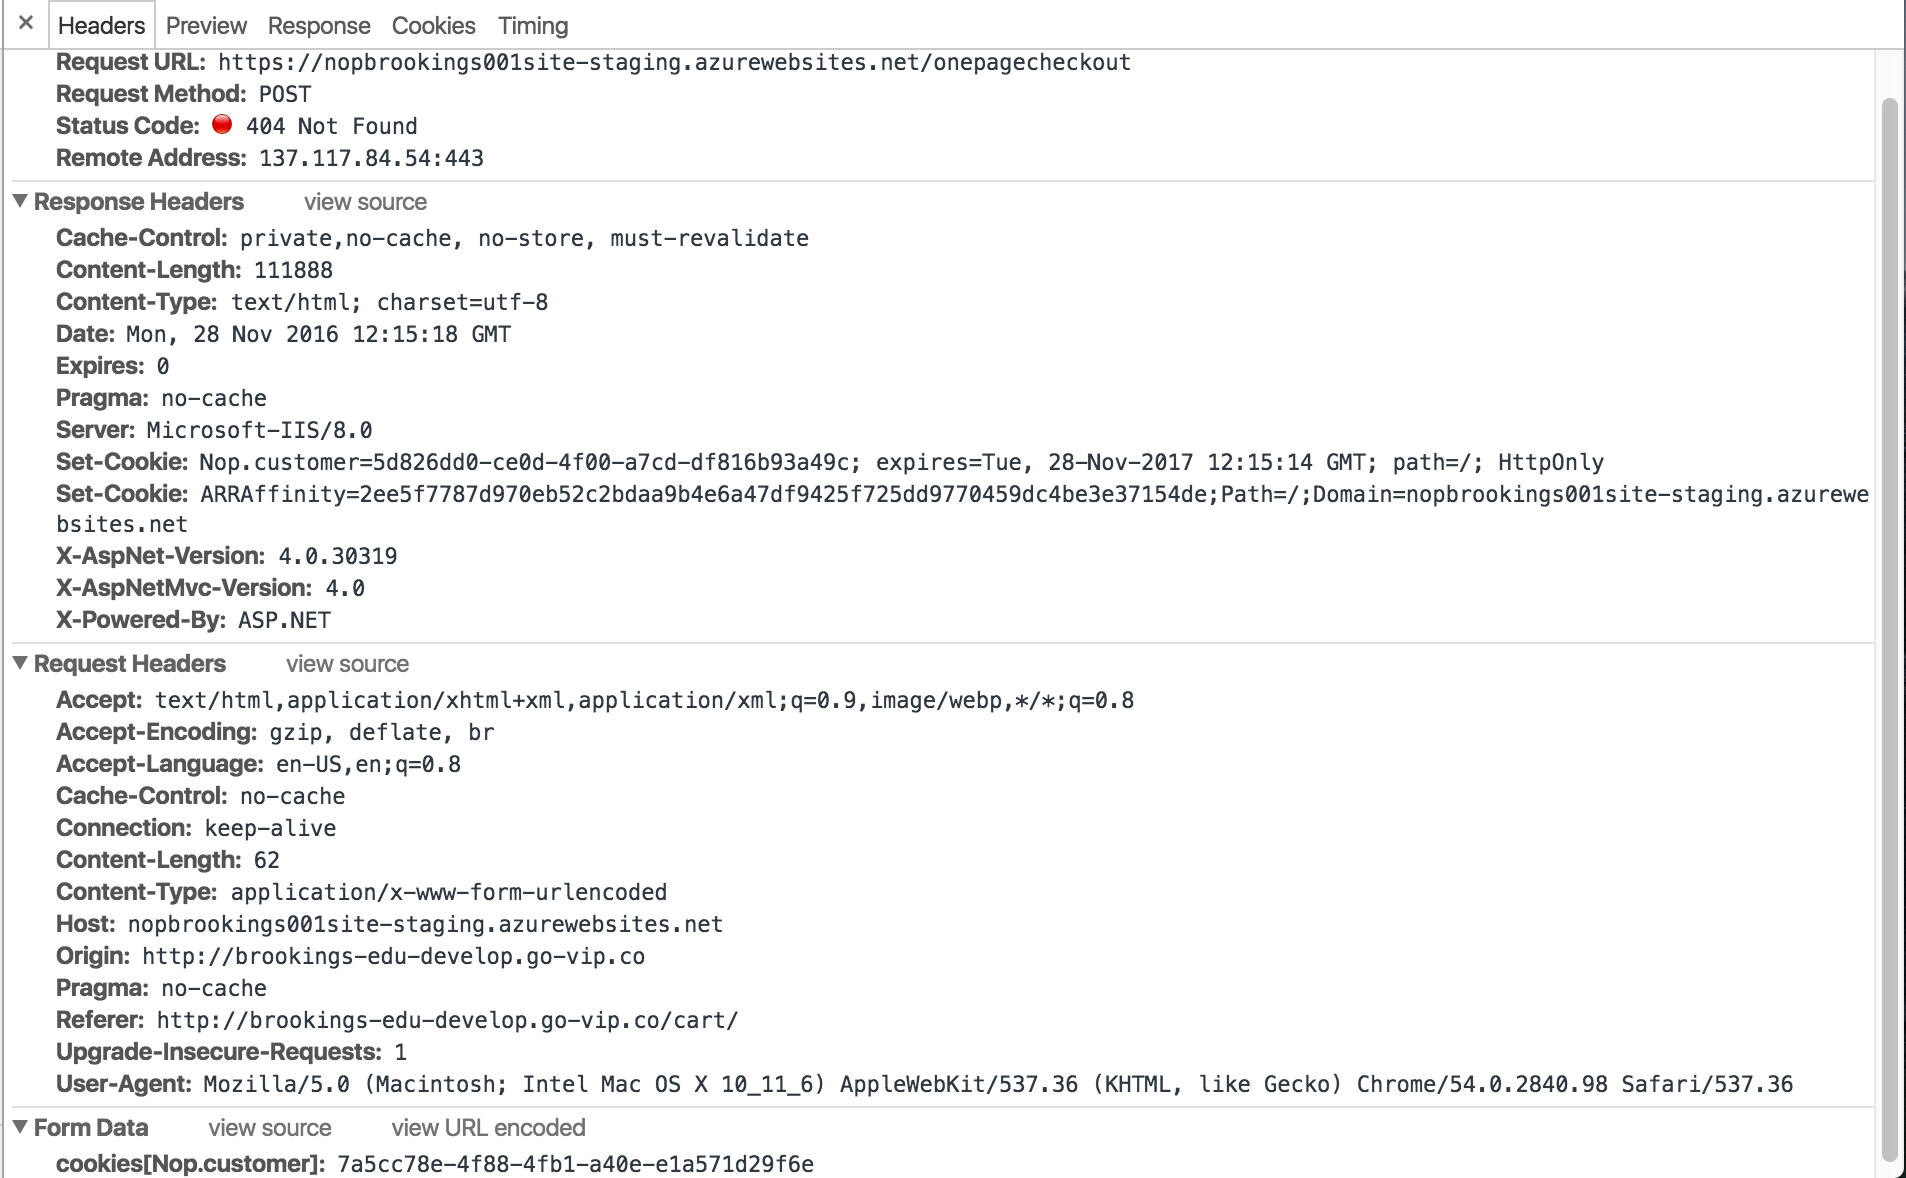 × Headers Preview Response Cookies Timing
Request URL: https://nopbrookings001site-staging.azurewebsites.net/onepagecheckout
Request Method: POST
Status Code: 404 Not Found
Remote Address: 137.117.84.54:443
▼ Response Headers view source
Cache-Control: private,no-cache, no-store, must-revalidate
Content-Length: 111888
Content-Type: text/html; charset=utf-8
Date: Mon, 28 Nov 2016 12:15:18 GMT
Expires: 0
Pragma: no-cache
Server: Microsoft-IIS/8.0
Set-Cookie: Nop.customer=5d826dd0-ce0d-4f00-a7cd-df816b93a49c; expires=Tue, 28-Nov-2017 12:15:14 GMT; path=/; HttpOnly
Set-Cookie: ARRAffinity=2ee5f7787d970eb52c2bdaa9b4e6a47df9425f725dd9770459dc4be3e37154de;Path=/;Domain=nopbrookings001site-staging.azurewe
bsites.net
X-AspNet-Version: 4.0.30319
X-AspNetMvc-Version: 4.0
X-Powered-By: ASP.NET
▼ Request Headers view source
Accept: text/html,application/xhtml+xml,application/xml;q=0.9,image/webp,*/*;q=0.8
Accept-Encoding: gzip, deflate, br
Accept-Language: en-US,en;q=0.8
Cache-Control: no-cache
Connection: keep-alive
Content-Length: 62
Content-Type: application/x-www-form-urlencoded
Host: nopbrookings001site-staging.azurewebsites.net
Origin: http://brookings-edu-develop.go-vip.co
Pragma: no-cache
Referer: http://brookings-edu-develop.go-vip.co/cart/
Upgrade-Insecure-Requests: 1
User-Agent: Mozilla/5.0 (Macintosh; Intel Mac OS X 10_11_6) AppleWebKit/537.36 (KHTML, like Gecko) Chrome/54.0.2840.98 Safari/537.36
▼ Form Data view source view URL encoded
cookies[Nop.customer]: 7a5cc78e-4f88-4fb1-a40e-e1a571d29f6e